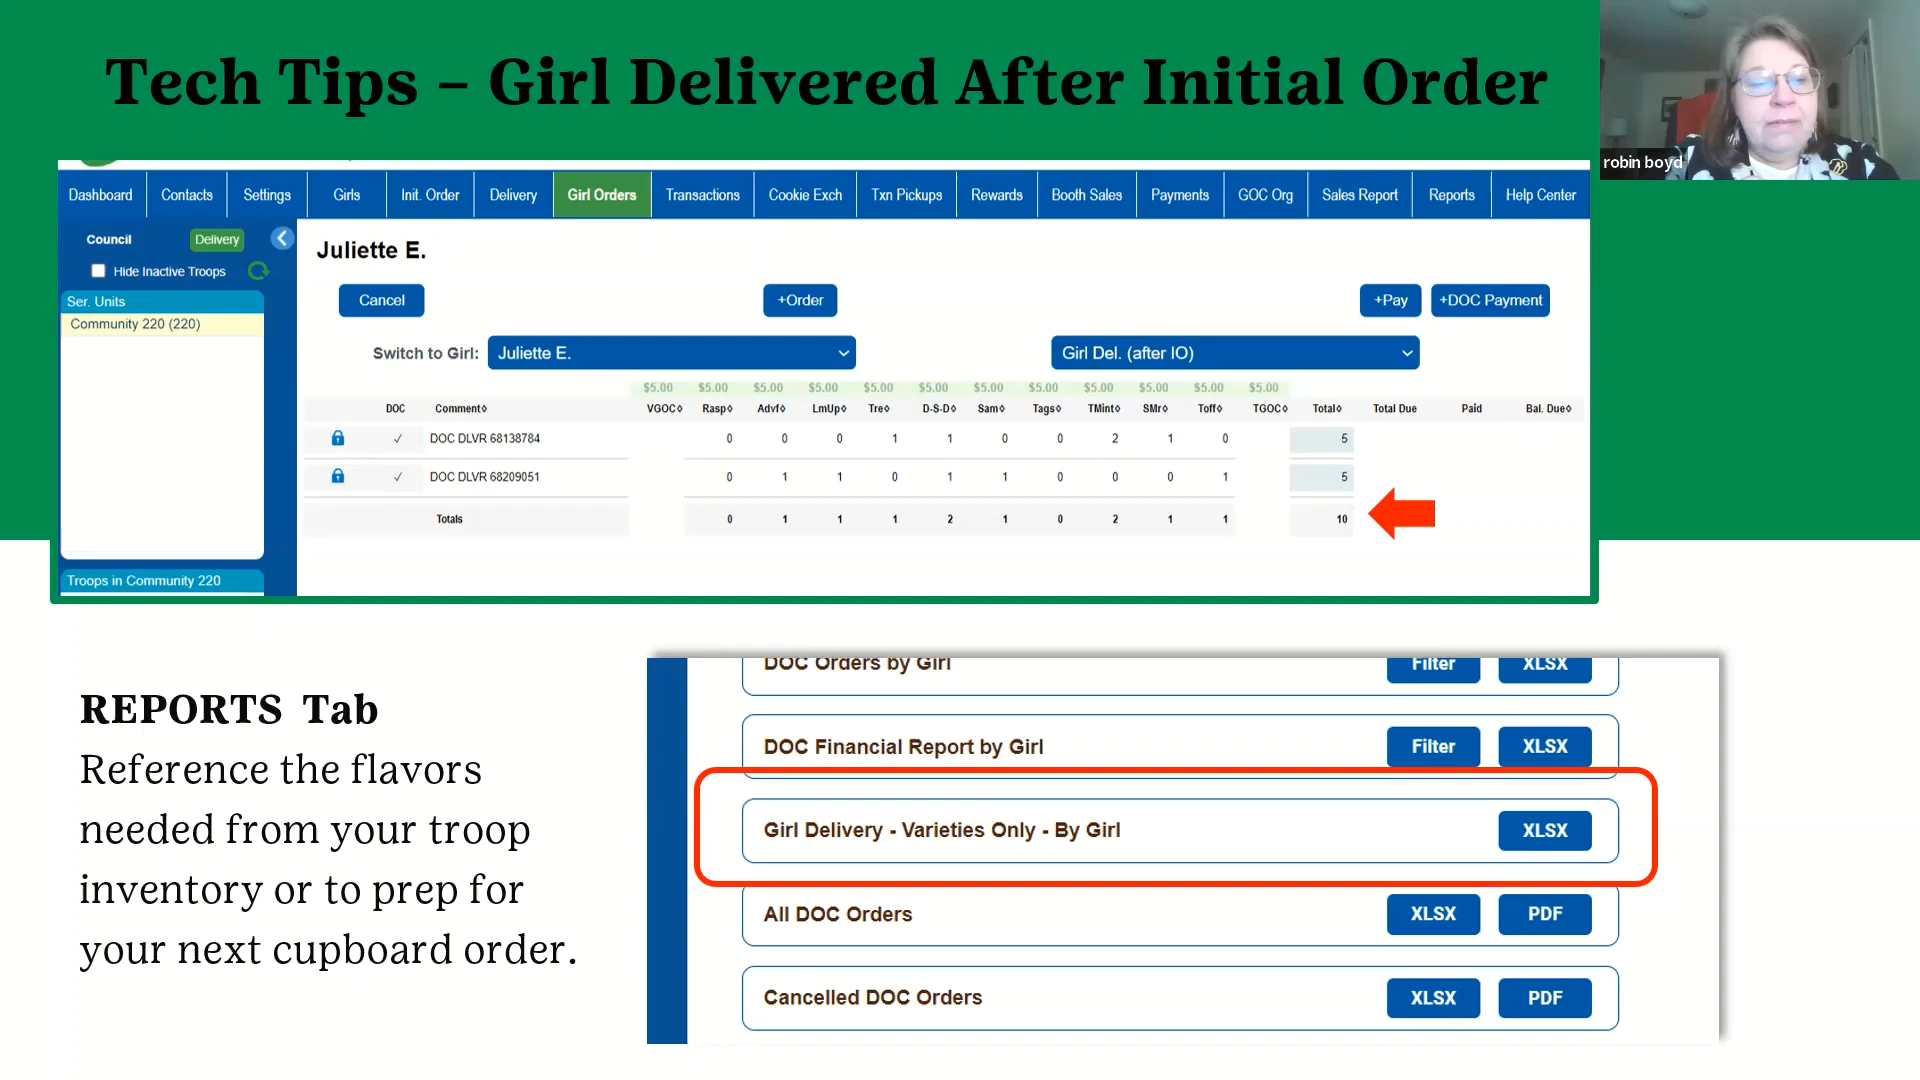 Tech Tips – Girl Delivered After Initial Order
robin boyd
Dashboard Contacts Settings Girls Init. Order Delivery Girl Orders Transactions Cookie Exch Txn Pickups Rewards Booth Sales Payments GOC Org Sales Report Reports Help Center
Council Delivery
Hide Inactive Troops
Ser. Units
Community 220 (220)
Troops in Community 220
Juliette E.
Cancel +Order +Pay +DOC Payment
Switch to Girl: Juliette E. Girl Del. (after IO)
$5.00 $5.00 $5.00 $5.00 $5.00 $5.00 $5.00 $5.00 $5.00 $5.00 $5.00 $5.00
DOC Comment◊ VGOC◊ Rasp◊ Advf◊ LmUp◊ Tre◊ D-S-D◊ Sam◊ Tags◊ TMint◊ SMr◊ Toff◊ TGOC◊ Total◊ Total Due Paid Bal. Due◊
✓ DOC DLVR 68138784 0 0 0 1 1 0 0 2 1 0 5
✓ DOC DLVR 68209051 0 1 1 0 1 1 0 0 0 1 5
Totals 0 1 1 1 2 1 0 2 1 1 10
REPORTS Tab
Reference the flavors
needed from your troop
inventory or to prep for
your next cupboard order.
DOC Orders by Girl Filter XLSX
DOC Financial Report by Girl Filter XLSX
Girl Delivery - Varieties Only - By Girl XLSX
All DOC Orders XLSX PDF
Cancelled DOC Orders XLSX PDF